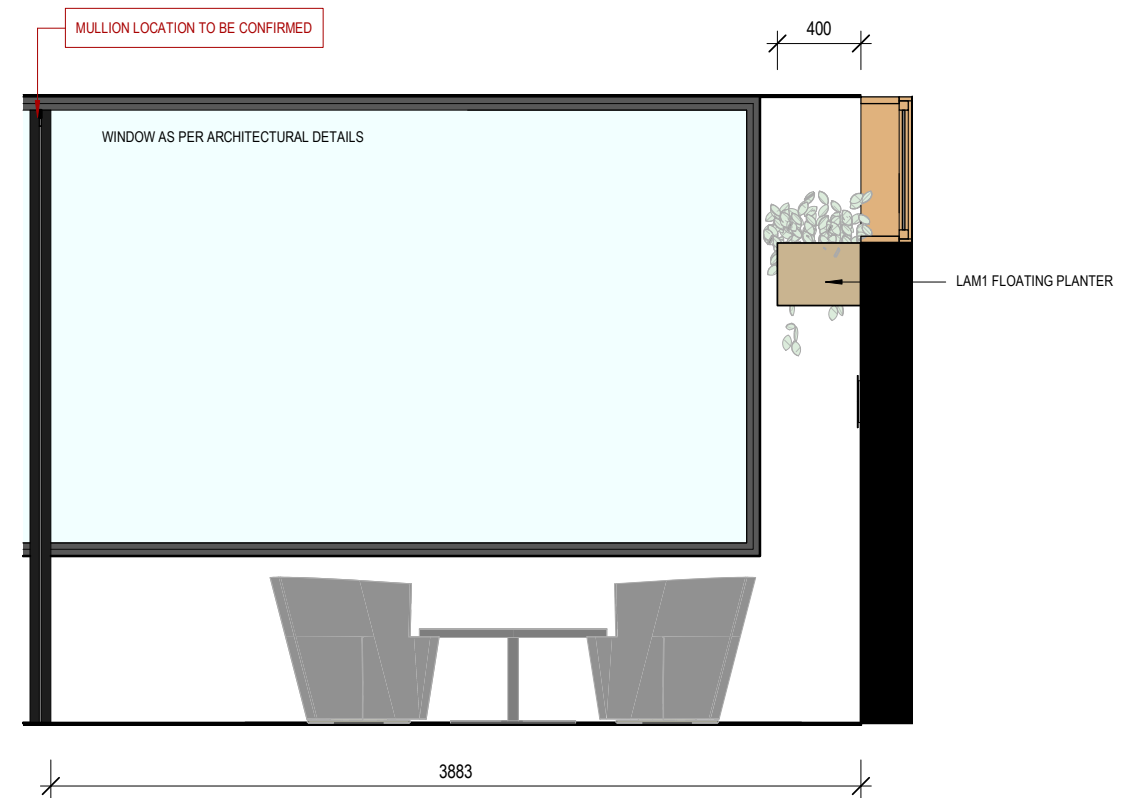 MULLION LOCATION TO BE CONFIRMED
400
WINDOW AS PER ARCHITECTURAL DETAILS
LAM1 FLOATING PLANTER
3883